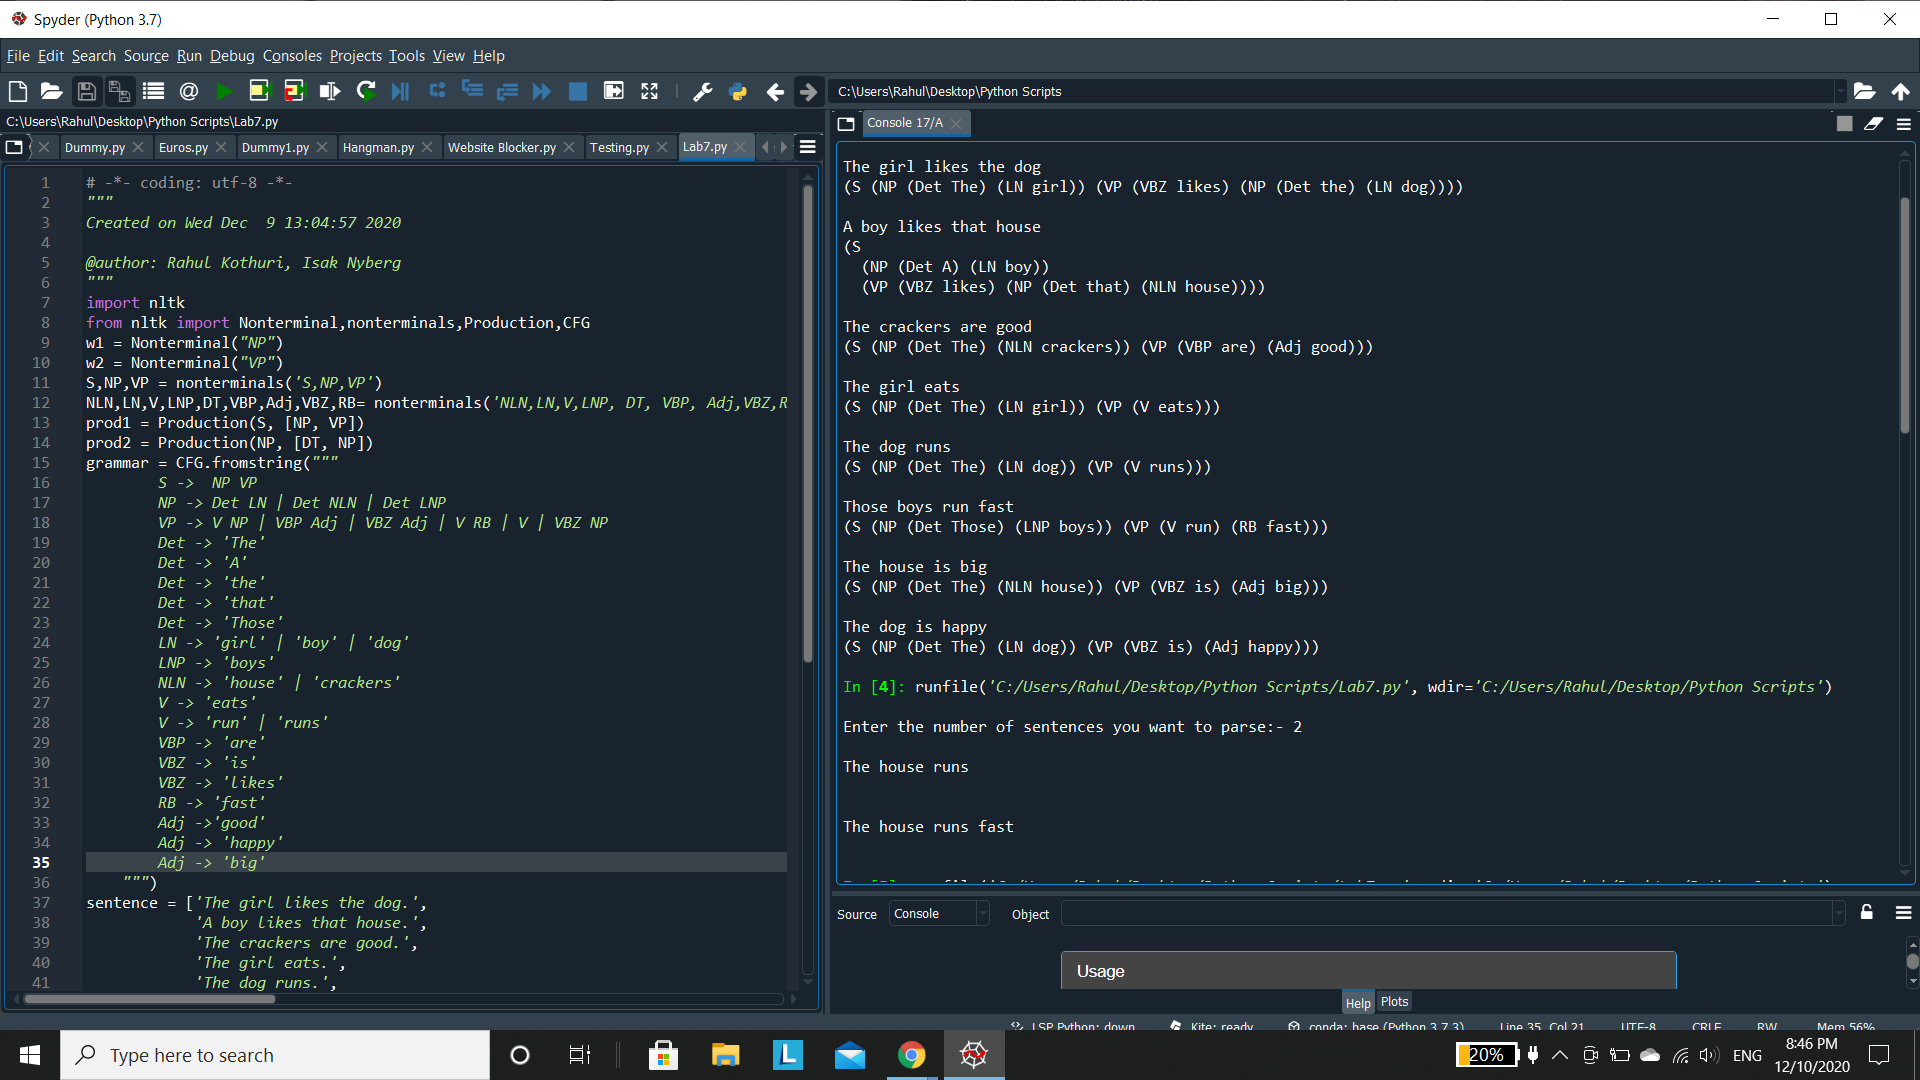 Spyder (Python 3.7)
File Edit Search Source Run Debug Consoles Projects Tools View Help
C:\Users\Rahul\Desktop\Python Scripts
C:\Users\Rahul\Desktop\Python Scripts\Lab7.py
Dummy.py Euros.py Dummy1.py Hangman.py Website Blocker.py Testing.py Lab7.py
1 # -*- coding: utf-8 -*-
2 """
3 Created on Wed Dec  9 13:04:57 2020
4
5 @author: Rahul Kothuri, Isak Nyberg
6 """
7 import nltk
8 from nltk import Nonterminal,nonterminals,Production,CFG
9 w1 = Nonterminal("NP")
10 w2 = Nonterminal("VP")
11 S,NP,VP = nonterminals('S,NP,VP')
12 NLN,LN,V,LNP,DT,VBP,Adj,VBZ,RB= nonterminals('NLN,LN,V,LNP, DT, VBP, Adj,VBZ,R
13 prod1 = Production(S, [NP, VP])
14 prod2 = Production(NP, [DT, NP])
15 grammar = CFG.fromstring("""
16 S ->  NP VP
17 NP -> Det LN | Det NLN | Det LNP
18 VP -> V NP | VBP Adj | VBZ Adj | V RB | V | VBZ NP
19 Det -> 'The'
20 Det -> 'A'
21 Det -> 'the'
22 Det -> 'that'
23 Det -> 'Those'
24 LN -> 'girl' | 'boy' | 'dog'
25 LNP -> 'boys'
26 NLN -> 'house' | 'crackers'
27 V -> 'eats'
28 V -> 'run' | 'runs'
29 VBP -> 'are'
30 VBZ -> 'is'
31 VBZ -> 'likes'
32 RB -> 'fast'
33 Adj ->'good'
34 Adj -> 'happy'
35 Adj -> 'big'
36 """)
37 sentence = ['The girl likes the dog.',
38 'A boy likes that house.',
39 'The crackers are good.',
40 'The girl eats.',
41 'The dog runs.',
Console 17/A
The girl likes the dog
(S (NP (Det The) (LN girl)) (VP (VBZ likes) (NP (Det the) (LN dog))))
A boy likes that house
(S
(NP (Det A) (LN boy))
(VP (VBZ likes) (NP (Det that) (NLN house))))
The crackers are good
(S (NP (Det The) (NLN crackers)) (VP (VBP are) (Adj good)))
The girl eats
(S (NP (Det The) (LN girl)) (VP (V eats)))
The dog runs
(S (NP (Det The) (LN dog)) (VP (V runs)))
Those boys run fast
(S (NP (Det Those) (LNP boys)) (VP (V run) (RB fast)))
The house is big
(S (NP (Det The) (NLN house)) (VP (VBZ is) (Adj big)))
The dog is happy
(S (NP (Det The) (LN dog)) (VP (VBZ is) (Adj happy)))
In [4]: runfile('C:/Users/Rahul/Desktop/Python Scripts/Lab7.py', wdir='C:/Users/Rahul/Desktop/Python Scripts')
Enter the number of sentences you want to parse:- 2
The house runs
The house runs fast
Source Console Object
Usage
Help Plots
LSP Python: down Kite: ready conda: base (Python 3.7.3) Line 35, Col 21 UTF-8 CRLF RW Mem 56%
Type here to search
20%
ENG
8:46 PM
12/10/2020